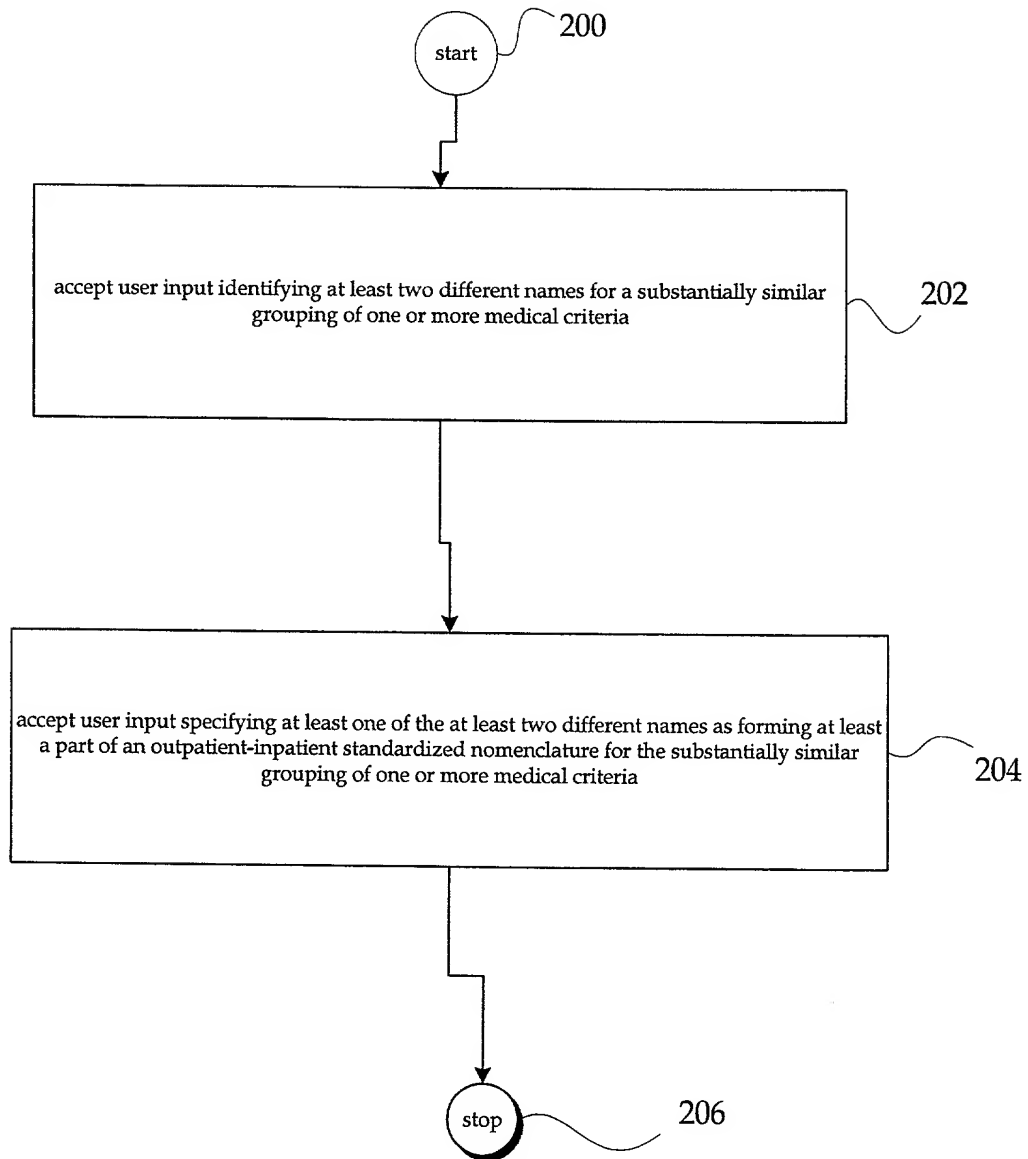 200
start
accept user input identifying at least two different names for a substantially similar
grouping of one or more medical criteria
202
accept user input specifying at least one of the at least two different names as forming at least
a part of an outpatient-inpatient standardized nomenclature for the substantially similar
grouping of one or more medical criteria
204
stop
206